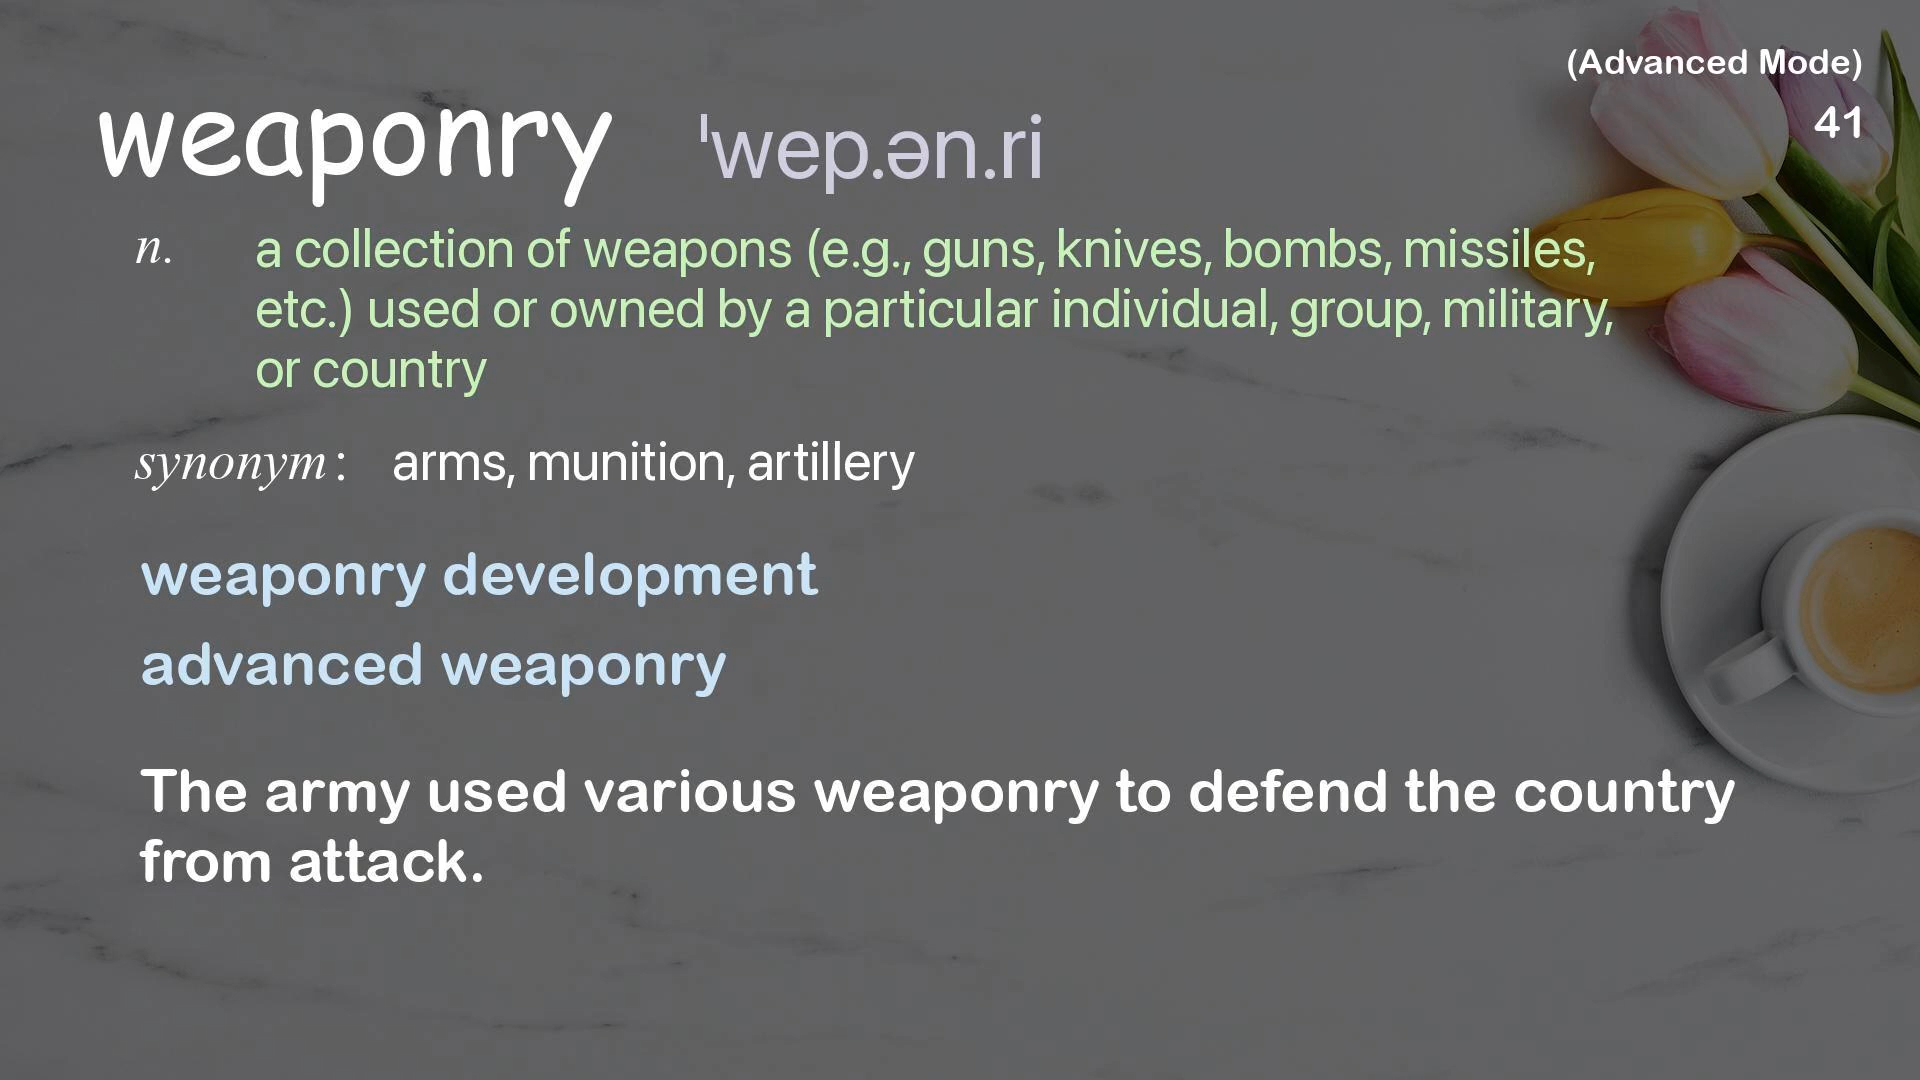 (Advanced Mode)
weaponry ˈwep.ən.ri
41
n. a collection of weapons (e.g., guns, knives, bombs, missiles,
etc.) used or owned by a particular individual, group, military,
or country
synonym : arms, munition, artillery
weaponry development
advanced weaponry
The army used various weaponry to defend the country
from attack.